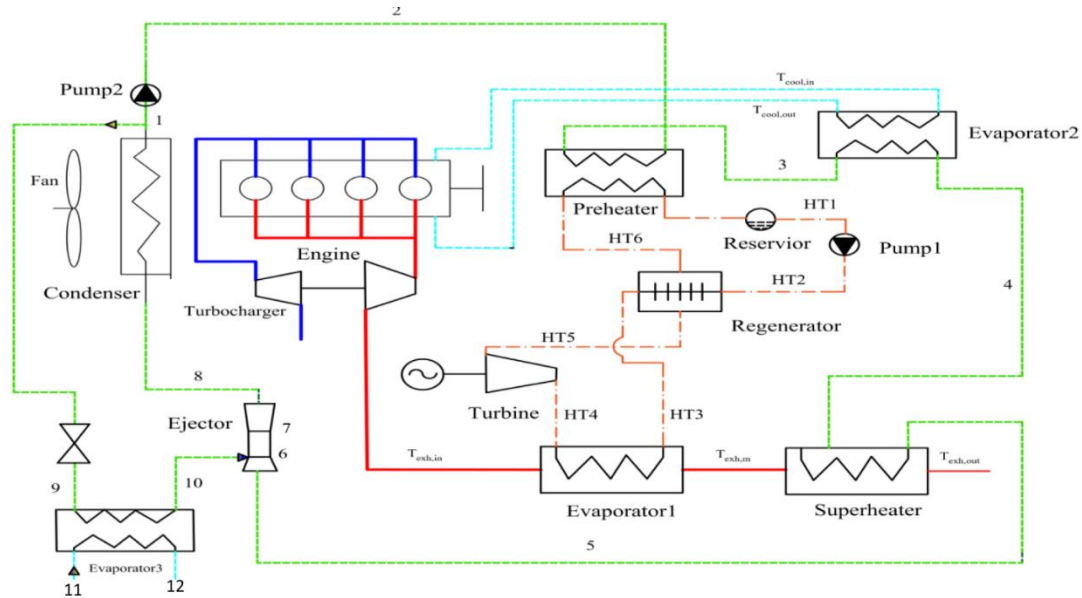 2
Pump2
1
T_cool,in
T_cool,out
Evaporator2
3
Fan
Preheater
HT1
Reservior
Pump1
HT6
Engine
HT2
4
Condenser
Turbocharger
Regenerator
HT5
8
Turbine
HT4
HT3
Ejector
7
6
T_exh,in
T_exh,m
T_exh,out
9
10
Evaporator1
Superheater
5
Evaporator3
11
12